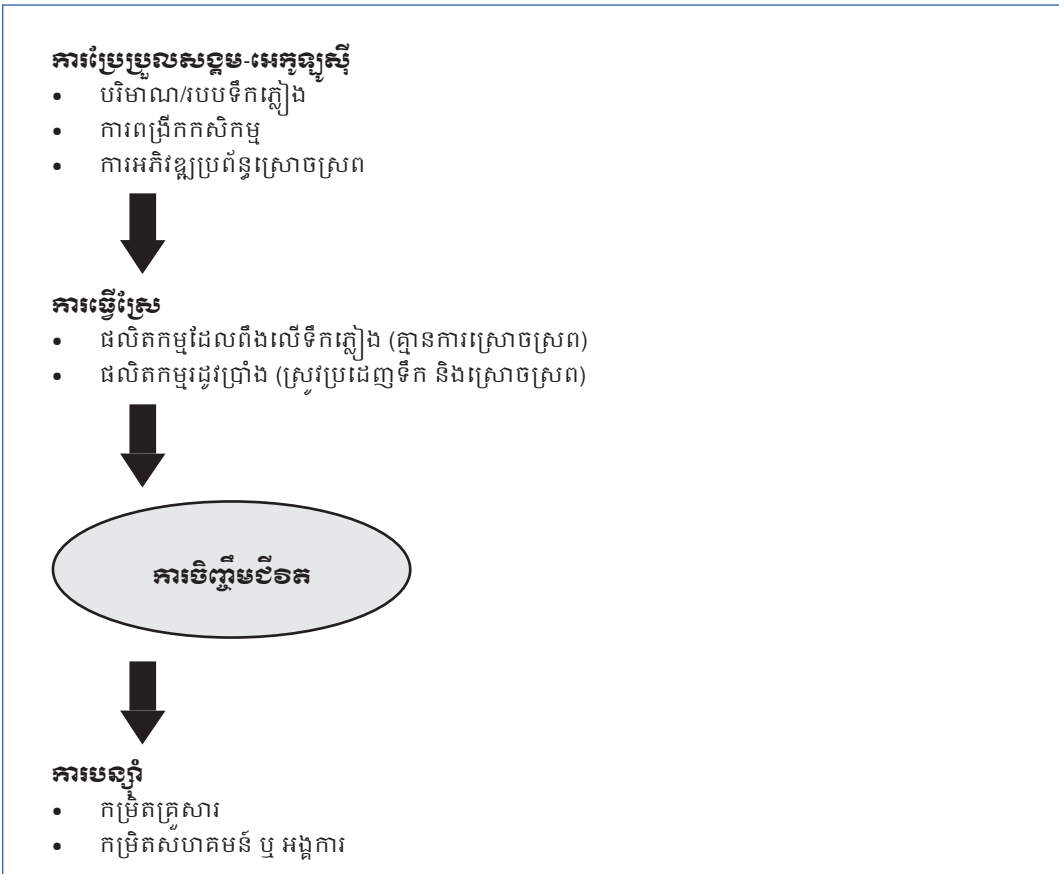 ការប្រែប្រួលសង្គម-អេកូឡូស៊ី
• បរិមាណ/របបទឹកភ្លៀង
• ការពង្រីកកសិកម្ម
• ការអភិវឌ្ឍប្រព័ន្ធស្រោចស្រព
ការធ្វើស្រែ
• ផលិតកម្មដែលពឹងលើទឹកភ្លៀង (គ្មានការស្រោចស្រព)
• ផលិតកម្មរដូវប្រាំង (ស្រូវប្រដេញទឹក និងស្រោចស្រព)
ការចិញ្ចឹមជីវិត
ការបន្សុាំ
• កម្រិតគ្រួសារ
• កម្រិតសហគមន៍ ឬ អង្គការ